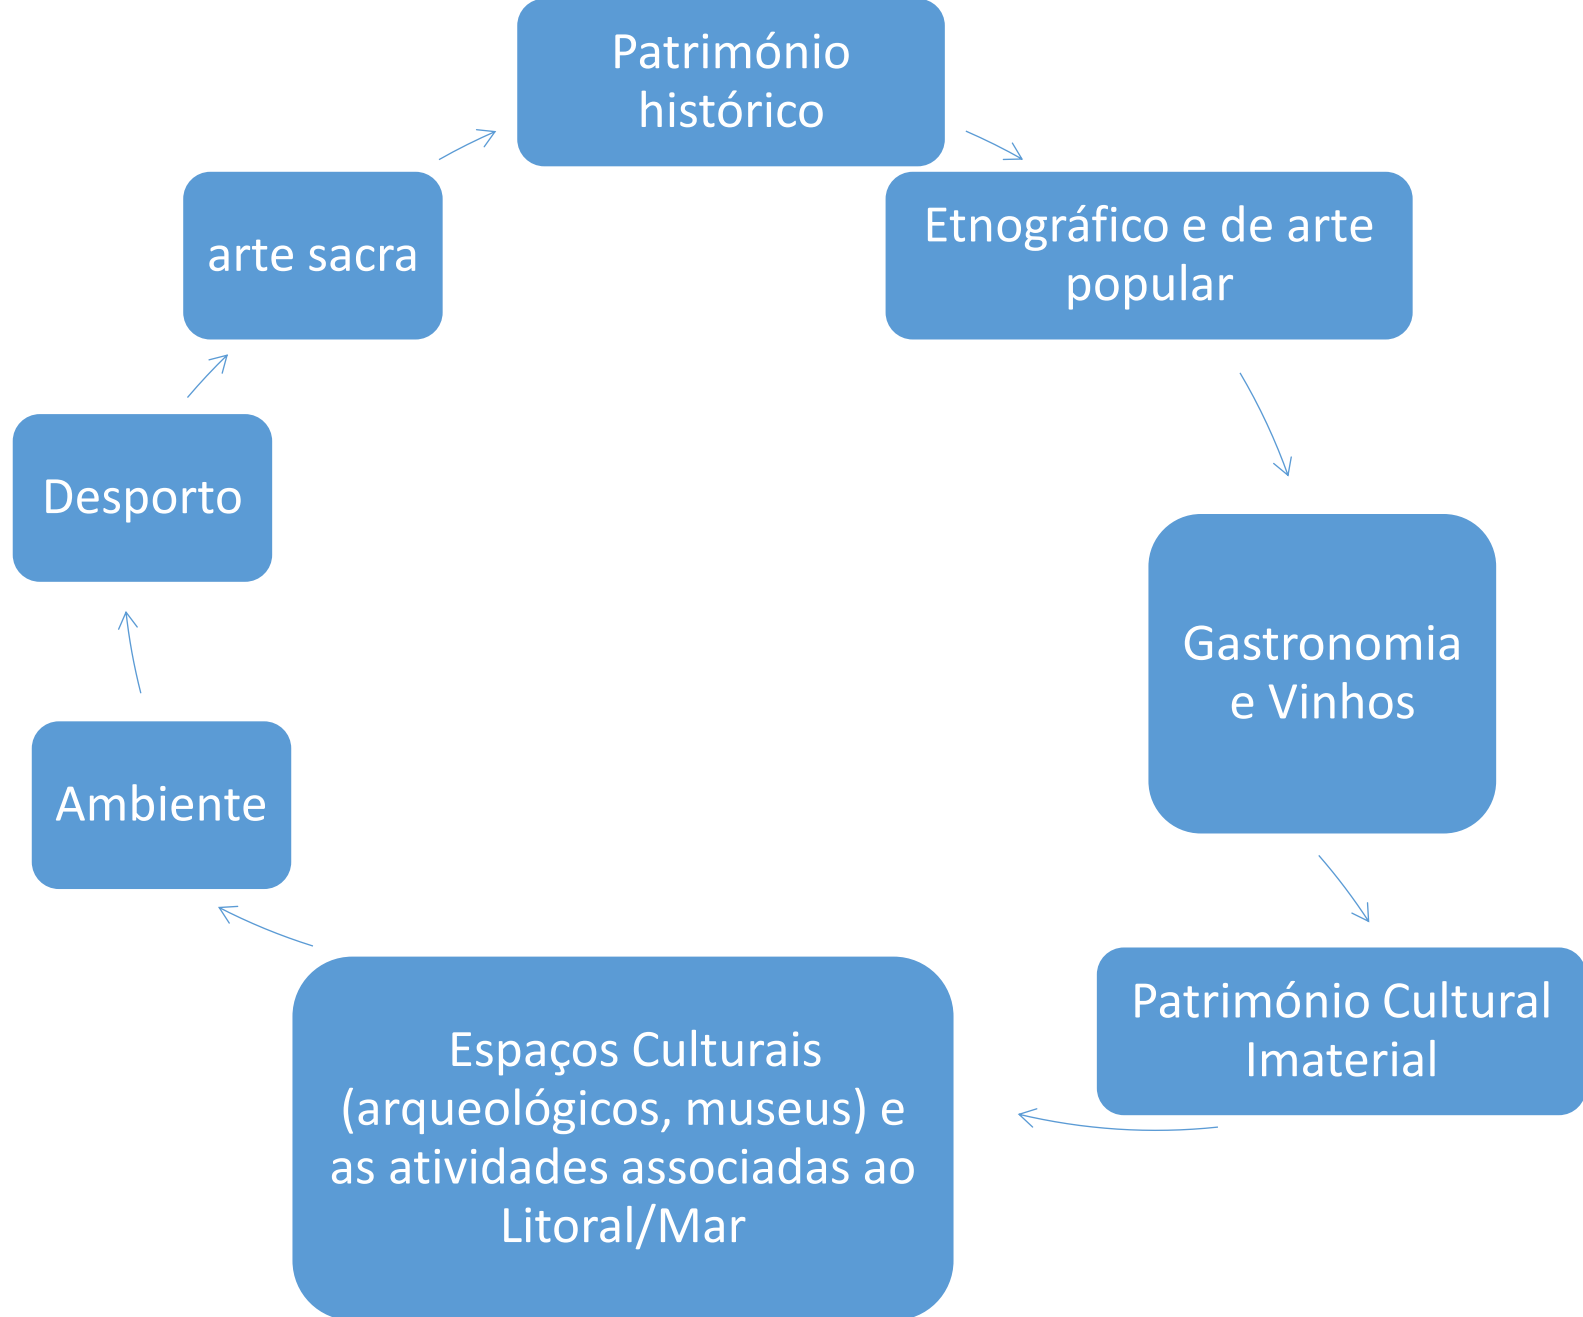 Património
histórico
Etnográfico e de arte
popular
Gastronomia
e Vinhos
Património Cultural
Imaterial
Espaços Culturais
(arqueológicos, museus) e
as atividades associadas ao
Litoral/Mar
Ambiente
Desporto
arte sacra